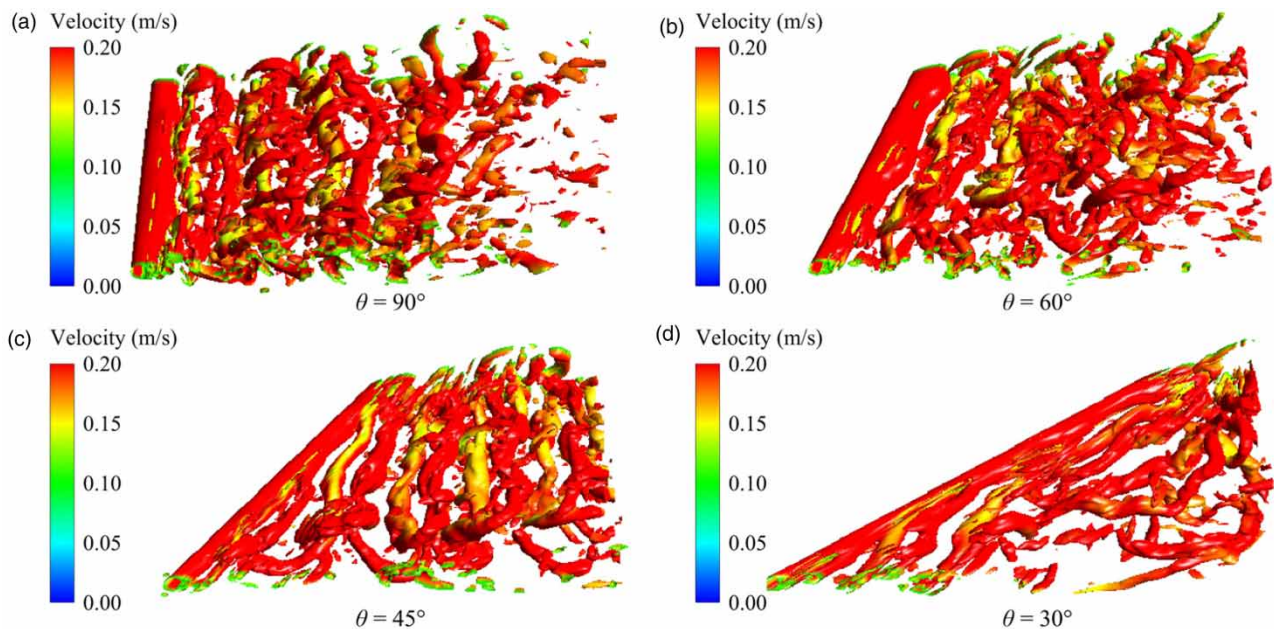 (a) Velocity (m/s)
0.20
0.15
0.10
0.05
0.00
θ = 90°
(b) Velocity (m/s)
0.20
0.15
0.10
0.05
0.00
θ = 60°
(c) Velocity (m/s)
0.20
0.15
0.10
0.05
0.00
θ = 45°
(d) Velocity (m/s)
0.20
0.15
0.10
0.05
0.00
θ = 30°